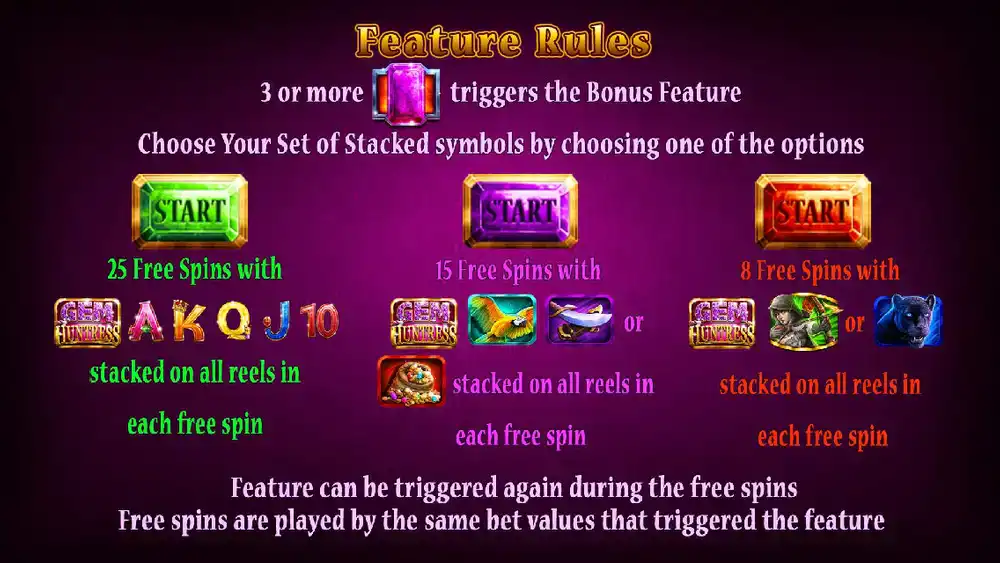 Feature Rules
3 or more triggers the Bonus Feature
Choose Your Set of Stacked symbols by choosing one of the options
START START START
25 Free Spins with 15 Free Spins with 8 Free Spins with
GEM HUNTRESS A K Q J 10 GEM HUNTRESS or GEM HUNTRESS or
stacked on all reels in stacked on all reels in stacked on all reels in
each free spin each free spin each free spin
Feature can be triggered again during the free spins
Free spins are played by the same bet values that triggered the feature